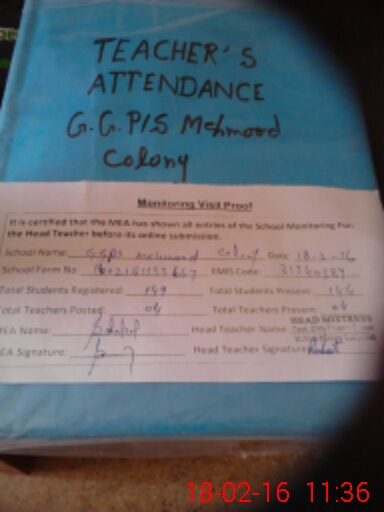 TEACHER'S
ATTENDANCE
G.G.P/S Mehmood
Colony
Monitoring Visit Proof
It is certified that the MEA has shown all entries of the School Monitoring Form
the Head Teacher before its online submission.
School Name: GGPS Mehmood Colony Date 18-2-16
School Form No EMIS Code:
Total Students Registered: Total Students Present:
Total Teachers Posted: 04 Total Teachers Present: 04
MEA Name: Head Teacher Name: HEAD MISTRESS
MEA Signature: Head Teacher Signature
18-02-16 11:36